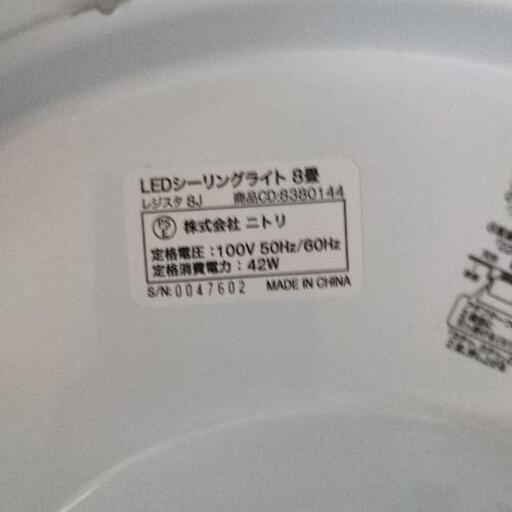 LEDシーリングライト 8畳
レジスタ 8J 商品CD:8380144
PSE 株式会社 ニトリ
定格電圧:100V 50Hz/60Hz
定格消費電力:42W
S/N:0047602 MADE IN CHINA